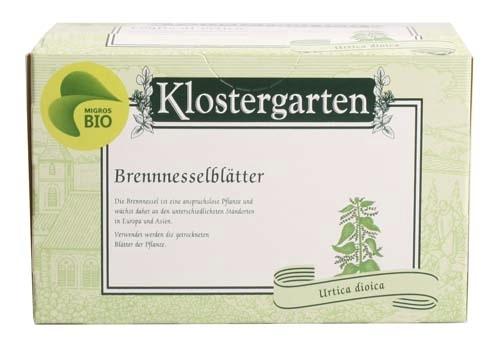 Urtica dioica
MIGROS
BIO
Klostergarten
Brennnesselblätter
Die Brennnessel ist eine anspruchslose Pflanze und
wächst daher an den unterschiedlichsten Standorten
in Europa und Asien.
Verwendet werden die getrockneten
Blätter der Pflanze.
Urtica dioica